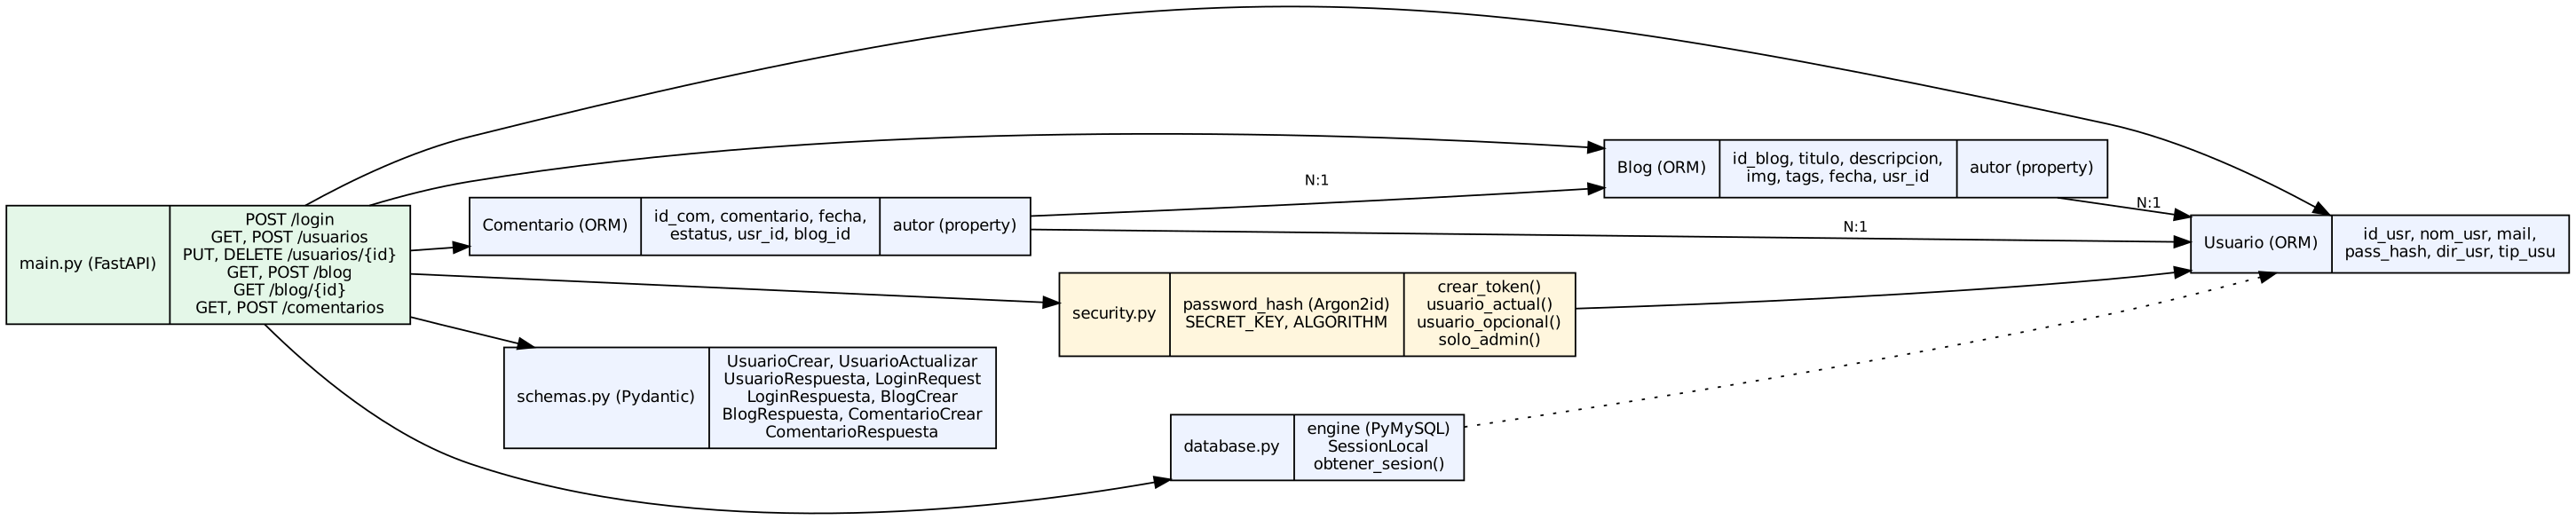 main.py (FastAPI)
POST /login
GET, POST /usuarios
PUT, DELETE /usuarios/{id}
GET, POST /blog
GET /blog/{id}
GET, POST /comentarios
Comentario (ORM)
id_com, comentario, fecha,
estatus, usr_id, blog_id
autor (property)
schemas.py (Pydantic)
UsuarioCrear, UsuarioActualizar
UsuarioRespuesta, LoginRequest
LoginRespuesta, BlogCrear
BlogRespuesta, ComentarioCrear
ComentarioRespuesta
security.py
password_hash (Argon2id)
SECRET_KEY, ALGORITHM
crear_token()
usuario_actual()
usuario_opcional()
solo_admin()
database.py
engine (PyMySQL)
SessionLocal
obtener_sesion()
N:1
Blog (ORM)
id_blog, titulo, descripcion,
img, tags, fecha, usr_id
autor (property)
N:1
N:1
Usuario (ORM)
id_usr, nom_usr, mail,
pass_hash, dir_usr, tip_usu